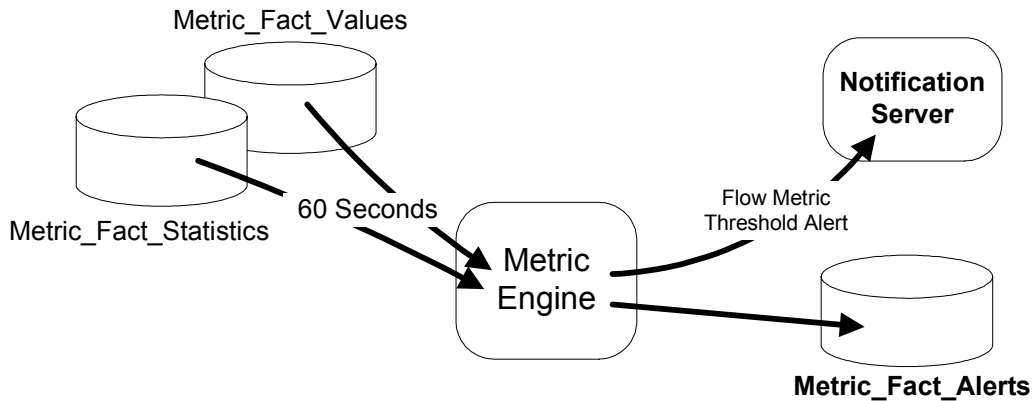 Metric_Fact_Values
Notification
Server
Metric_Fact_Statistics
60 Seconds
Flow Metric
Threshold Alert
Metric
Engine
Metric_Fact_Alerts